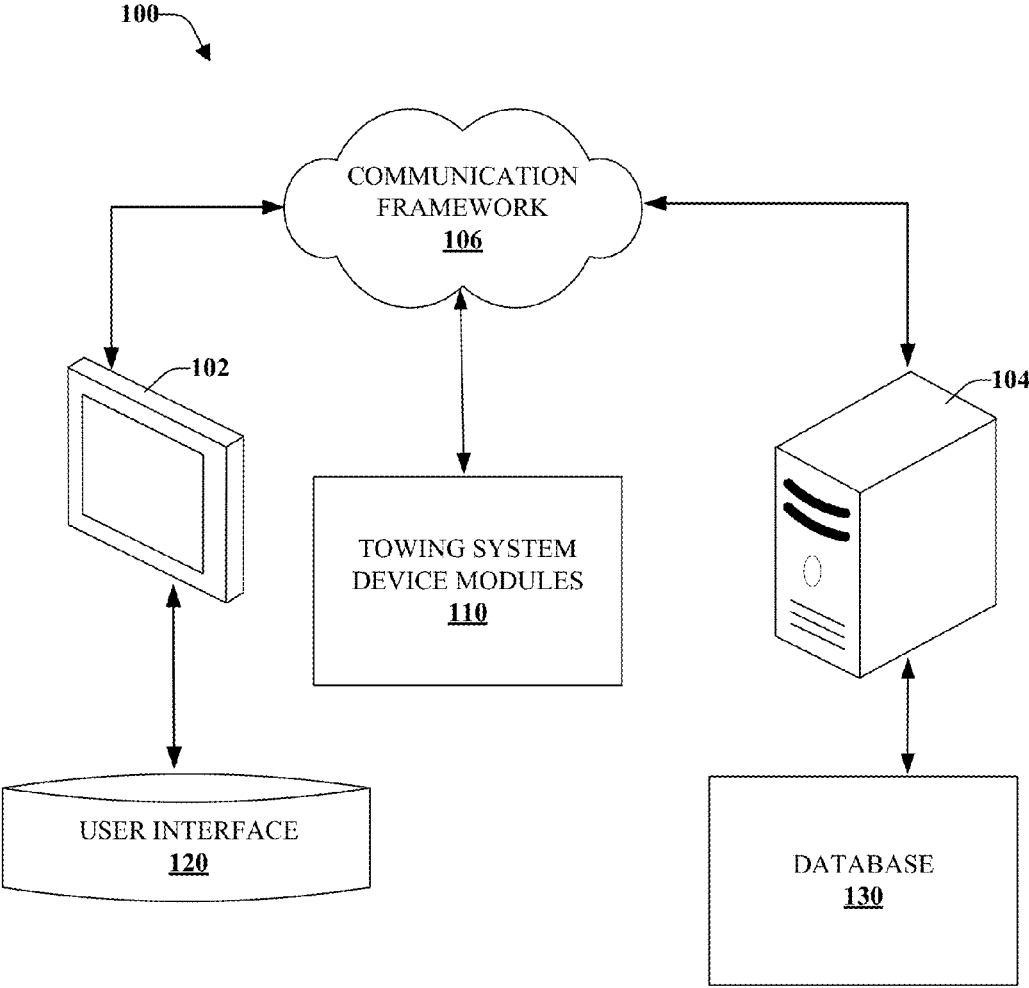 100
COMMUNICATION
FRAMEWORK
106
102
104
TOWING SYSTEM
DEVICE MODULES
110
USER INTERFACE
120
DATABASE
130